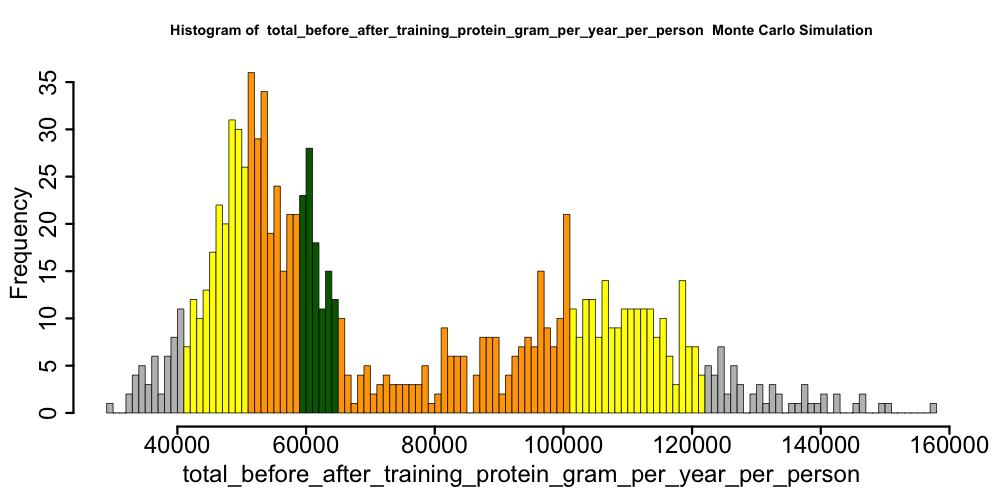 Histogram of  total_before_after_training_protein_gram_per_year_per_person  Monte Carlo Simulation
Frequency
35
30
25
20
15
10
5
0
40000 60000 80000 100000 120000 140000 160000
total_before_after_training_protein_gram_per_year_per_person